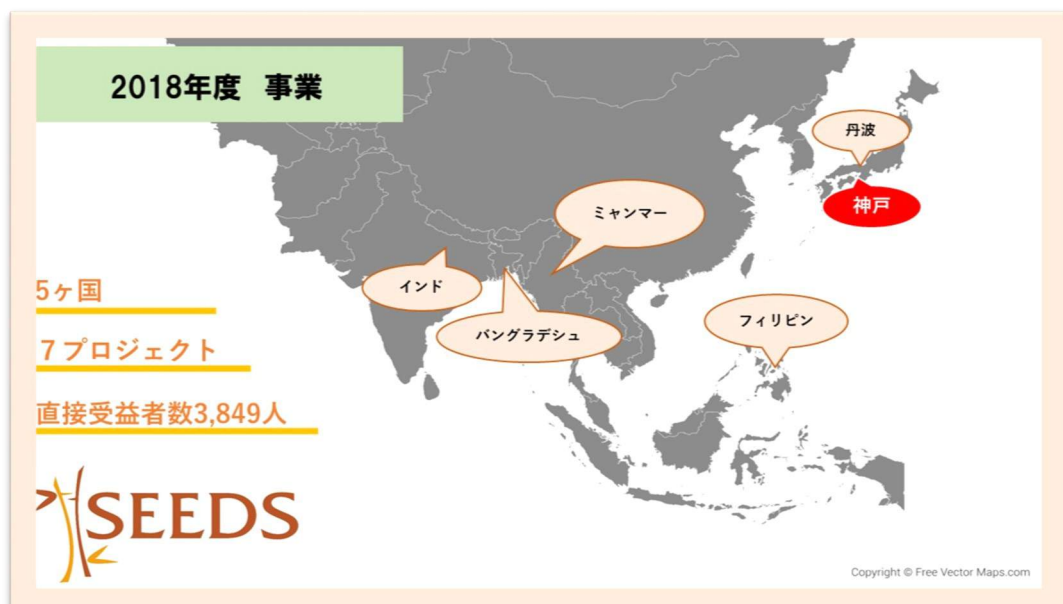 2018年度 事業
丹波
神戸
ミャンマー
インド
バングラデシュ
フィリピン
5ヶ国
7プロジェクト
直接受益者数3,849人
SEEDS
Copyright © Free Vector Maps.com